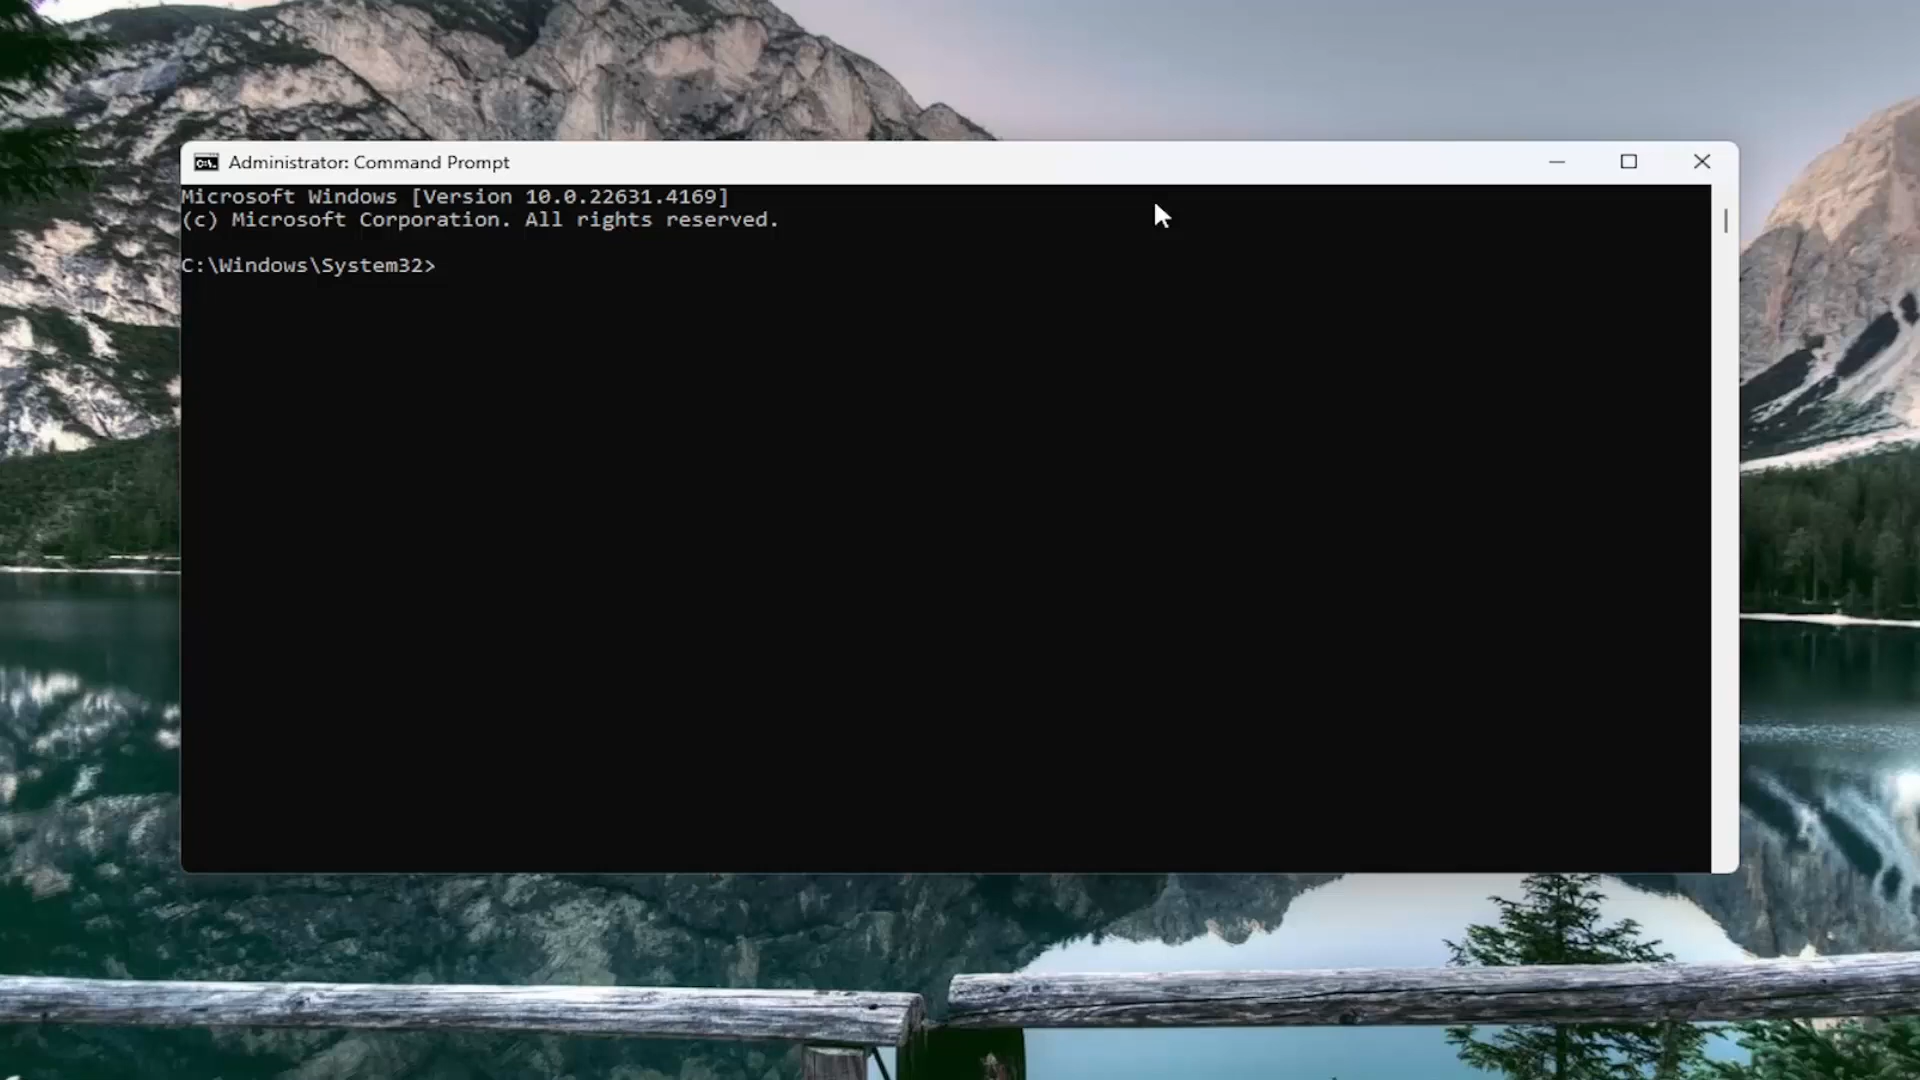 Administrator: Command Prompt
Microsoft Windows [Version 10.0.22631.4169]
(c) Microsoft Corporation. All rights reserved.
C:\Windows\System32>